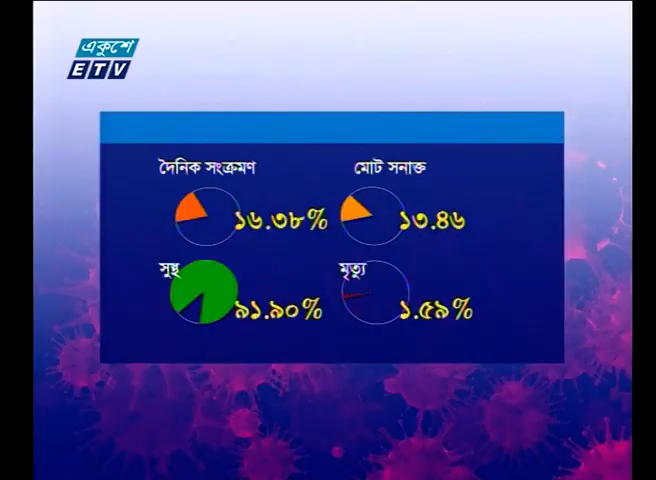 একুশে
ETV
দৈনিক সংক্রমণ
১৬.৩৮%
মোট সনাক্ত
১৩.৪৬
সুস্থ
৯১.৯০%
মৃত্যু
১.৫৯%